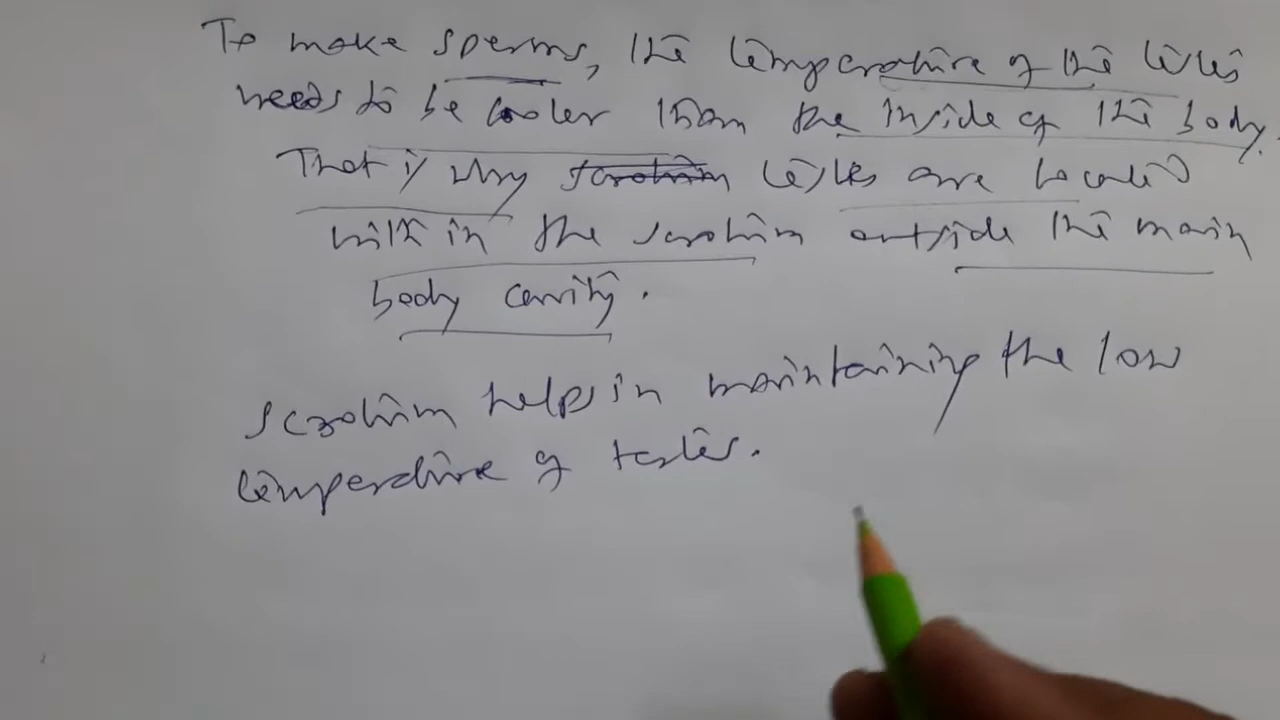 To make sperms, the temperature of the testes
needs to be cooler than the inside of the body.
That is why scrotum testes are located
with in the scrotum outside the main
body cavity.
Scrotum helps in maintaining the low
temperature of testes.